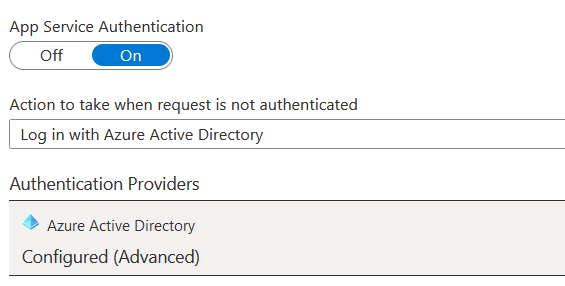 App Service Authentication
Off On
Action to take when request is not authenticated
Log in with Azure Active Directory
Authentication Providers
Azure Active Directory
Configured (Advanced)